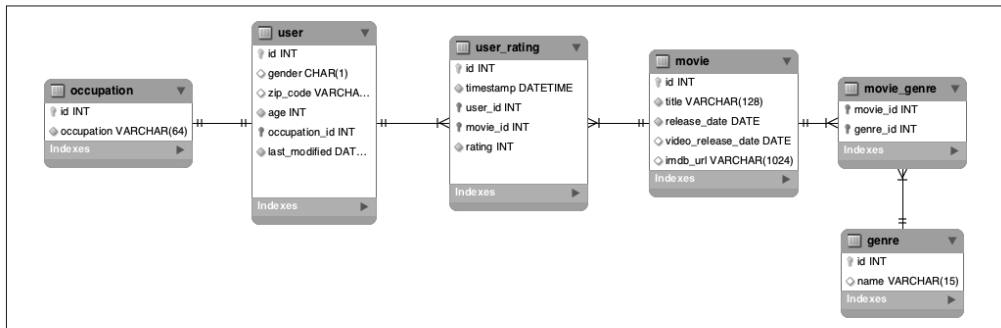 occupation
id INT
occupation VARCHAR(64)
Indexes
user
id INT
gender CHAR(1)
zip_code VARCHA...
age INT
occupation_id INT
last_modified DAT...
Indexes
user_rating
id INT
timestamp DATETIME
user_id INT
movie_id INT
rating INT
Indexes
movie
id INT
title VARCHAR(128)
release_date DATE
video_release_date DATE
imdb_url VARCHAR(1024)
Indexes
movie_genre
movie_id INT
genre_id INT
Indexes
genre
id INT
name VARCHAR(15)
Indexes